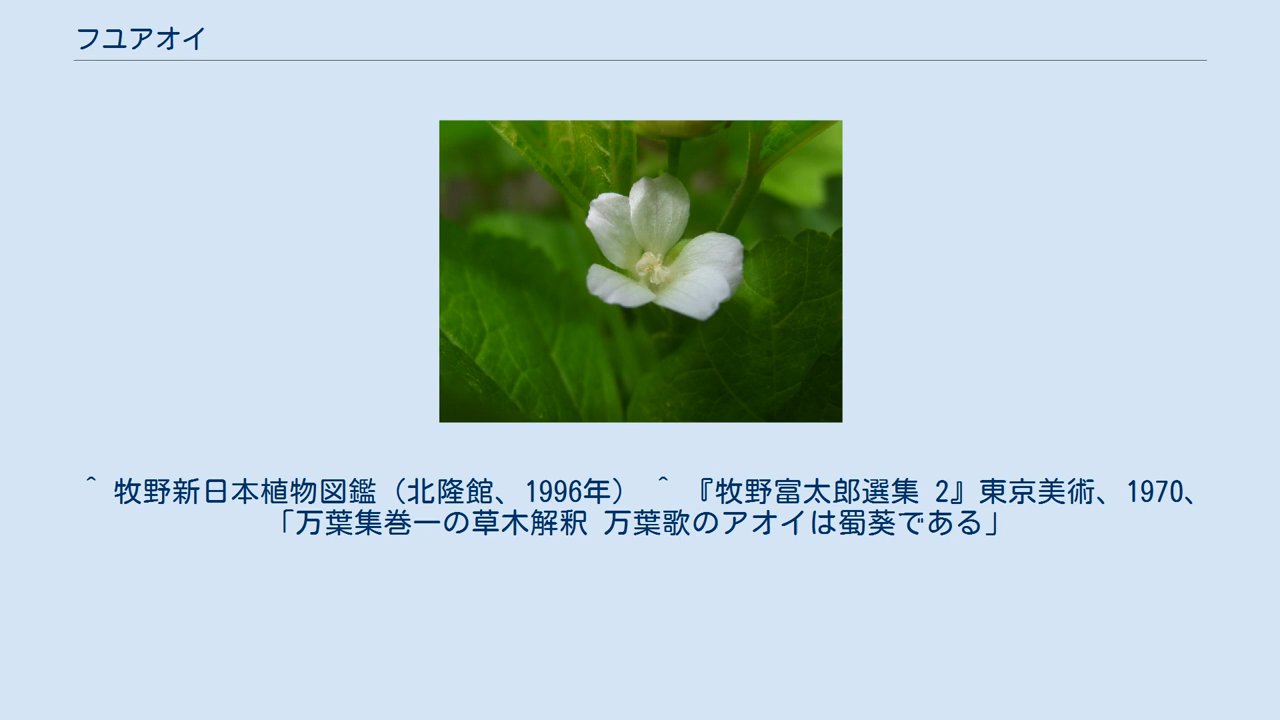 フユアオイ
^ 牧野新日本植物図鑑（北隆館、1996年） ^ 『牧野富太郎選集 2』東京美術、1970、
「万葉集巻一の草木解釈 万葉歌のアオイは蜀葵である」